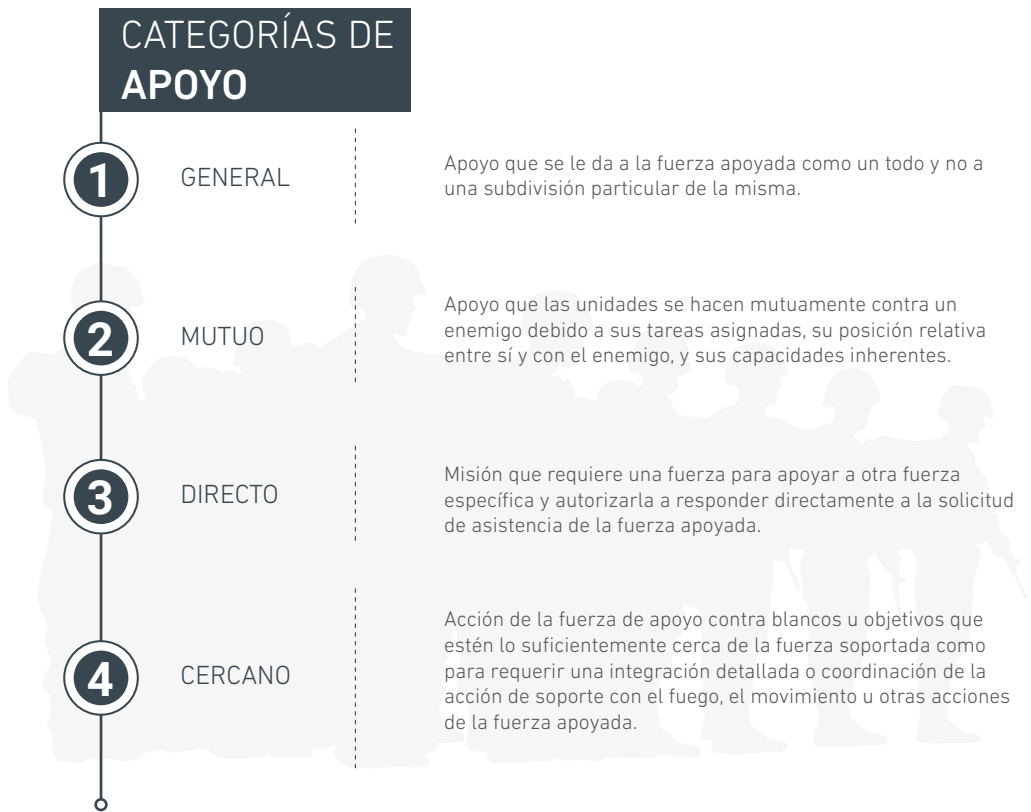 CATEGORÍAS DE
APOYO
1
GENERAL
Apoyo que se le da a la fuerza apoyada como un todo y no a
una subdivisión particular de la misma.
2
MUTUO
Apoyo que las unidades se hacen mutuamente contra un
enemigo debido a sus tareas asignadas, su posición relativa
entre sí y con el enemigo, y sus capacidades inherentes.
3
DIRECTO
Misión que requiere una fuerza para apoyar a otra fuerza
específica y autorizarla a responder directamente a la solicitud
de asistencia de la fuerza apoyada.
4
CERCANO
Acción de la fuerza de apoyo contra blancos u objetivos que
estén lo suficientemente cerca de la fuerza soportada como
para requerir una integración detallada o coordinación de la
acción de soporte con el fuego, el movimiento u otras acciones
de la fuerza apoyada.